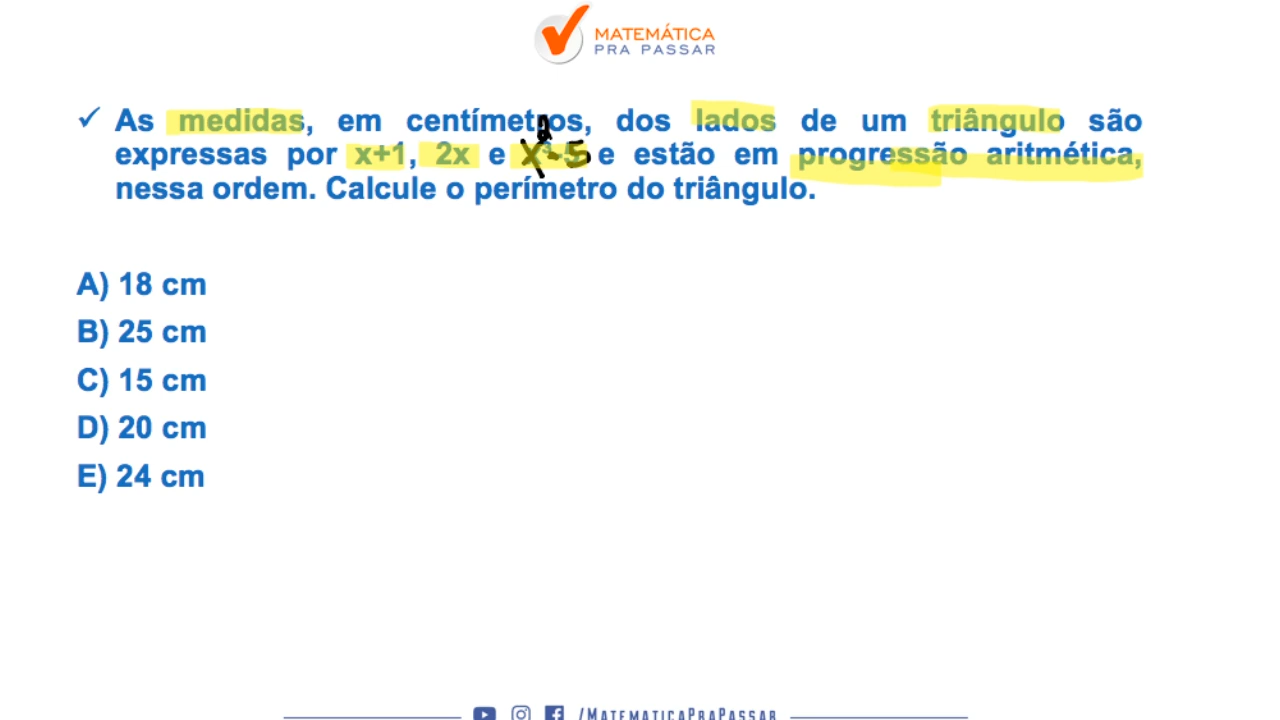 MATEMÁTICA
PRA PASSAR
✓ As medidas, em centímetros, dos lados de um triângulo são
expressas por x+1, 2x e x²-5 e estão em progressão aritmética,
nessa ordem. Calcule o perímetro do triângulo.
A) 18 cm
B) 25 cm
C) 15 cm
D) 20 cm
E) 24 cm
/MATEMATICAPRAPASSAR